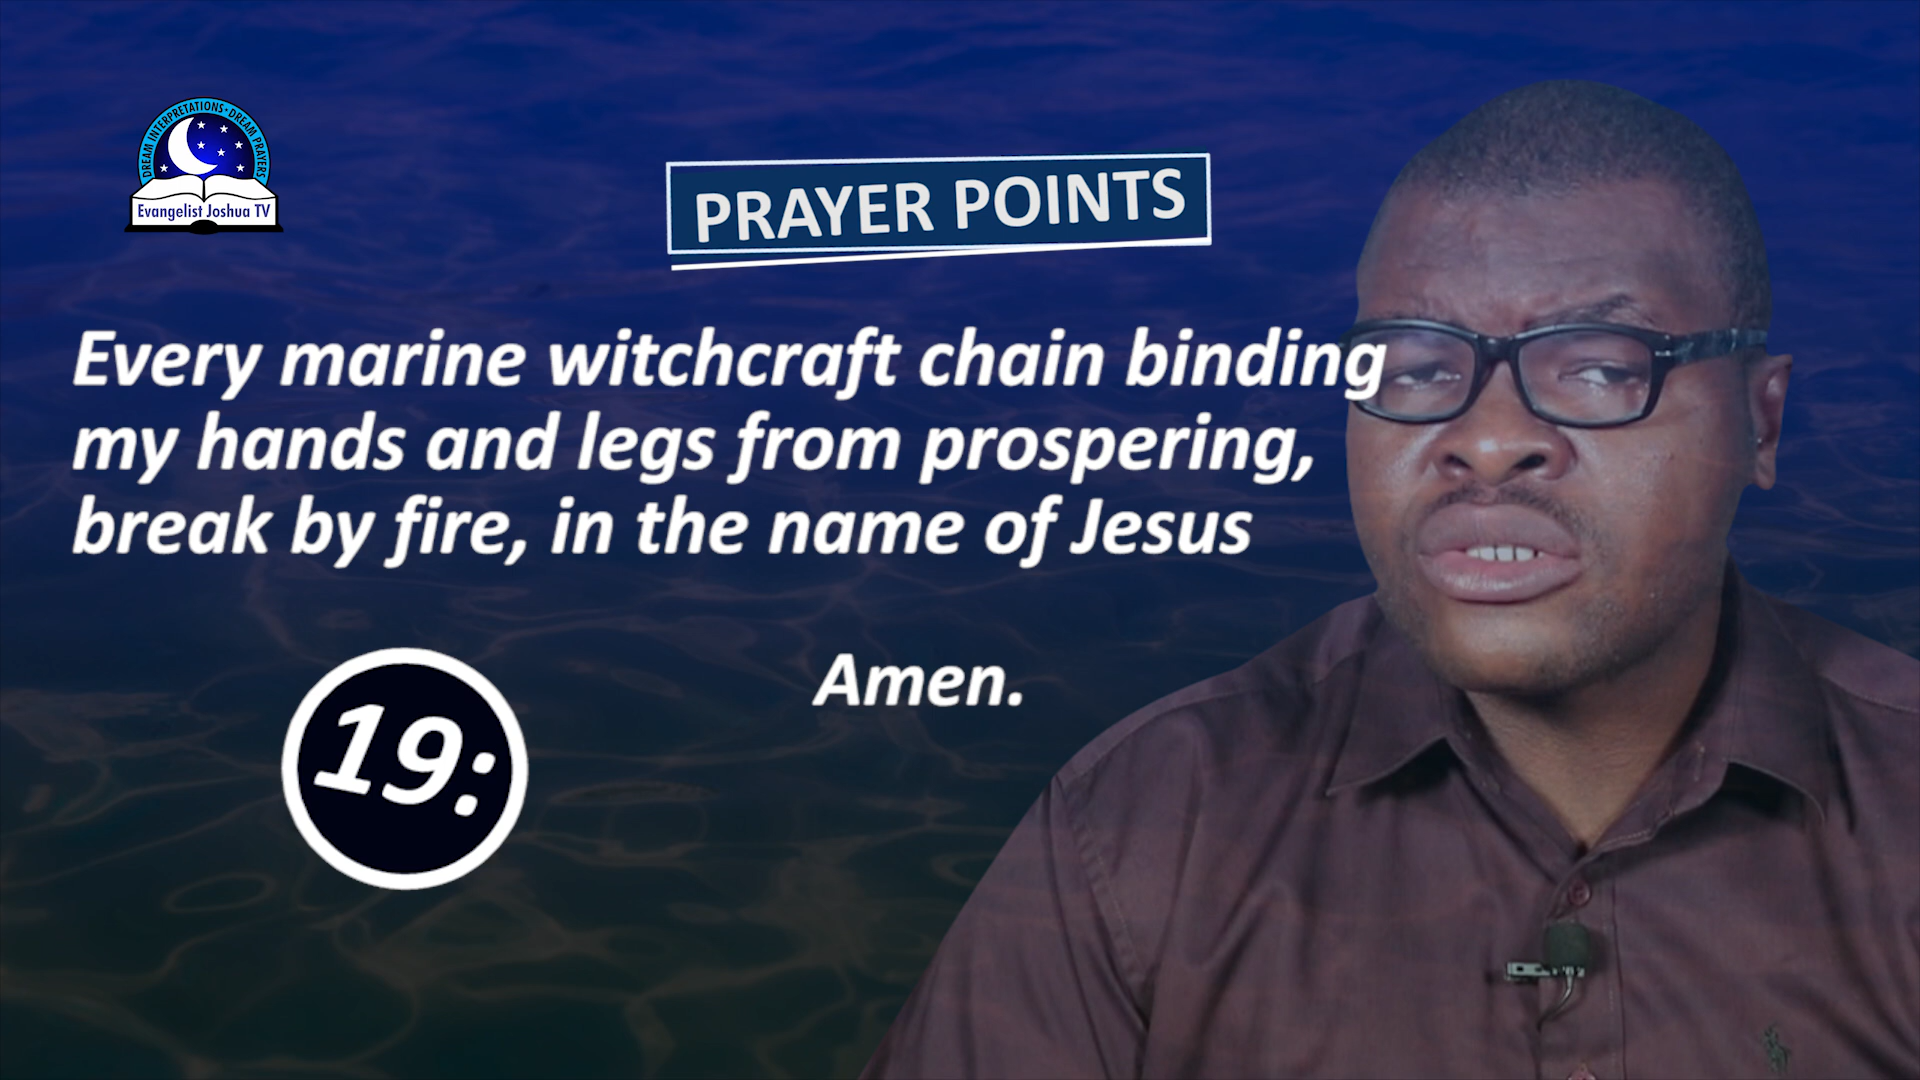 DREAM INTERPRETATIONS · DREAM PRAYERS
Evangelist Joshua TV
PRAYER POINTS
Every marine witchcraft chain binding
my hands and legs from prospering,
break by fire, in the name of Jesus
Amen.
19: